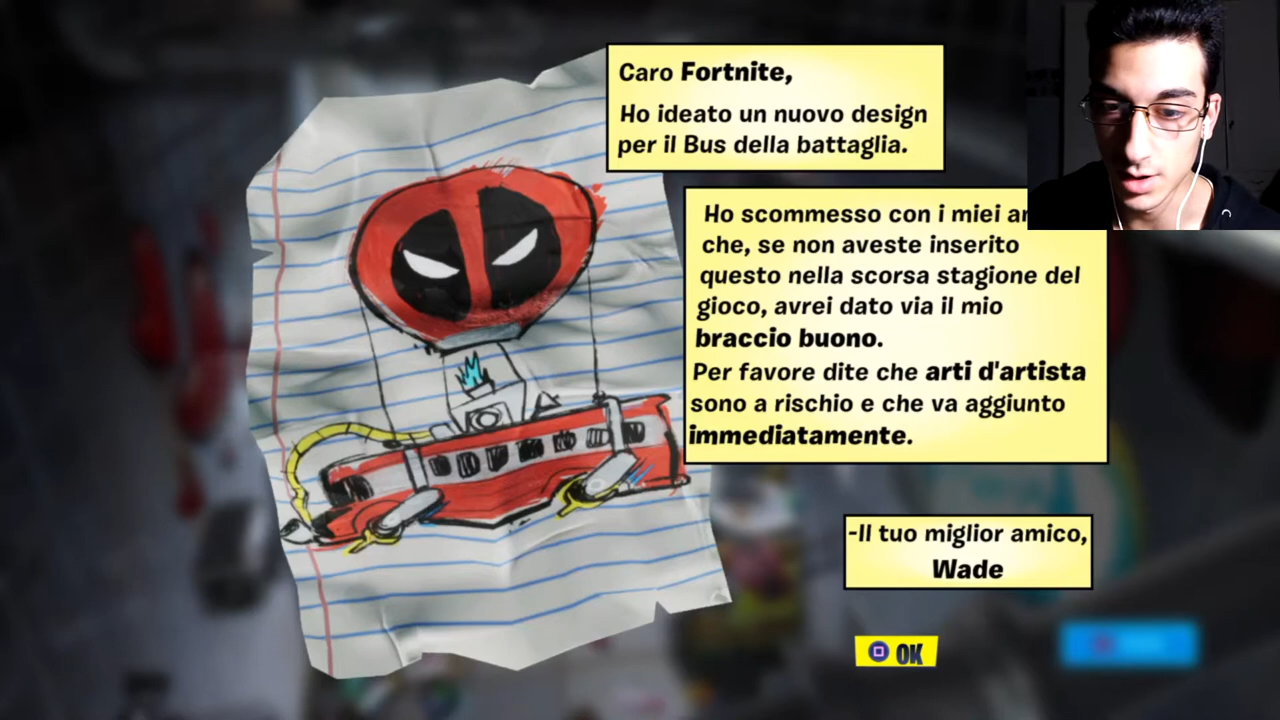 Caro Fortnite,
Ho ideato un nuovo design
per il Bus della battaglia.
Ho scommesso con i miei
che, se non aveste inserito
questo nella scorsa stagione del
gioco, avrei dato via il mio
braccio buono.
Per favore dite che arti d'artista
sono a rischio e che va aggiunto
immediatamente.
-Il tuo miglior amico,
Wade
OK